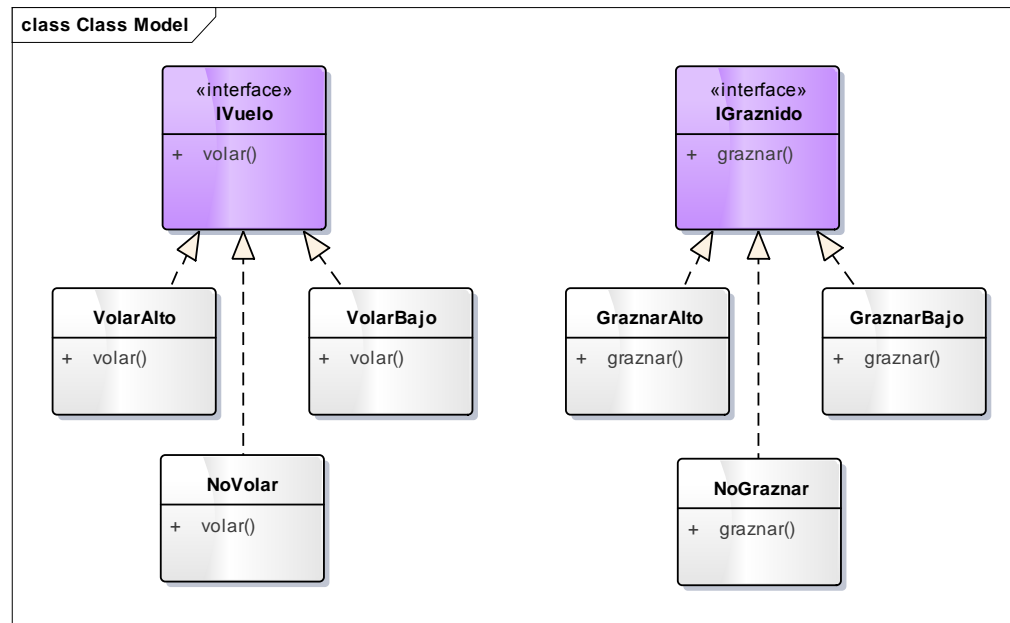 class Class Model
«interface»
IVuelo
+ volar()
«interface»
IGraznido
+ graznar()
VolarAlto
+ volar()
VolarBajo
+ volar()
GraznarAlto
+ graznar()
GraznarBajo
+ graznar()
NoVolar
+ volar()
NoGraznar
+ graznar()